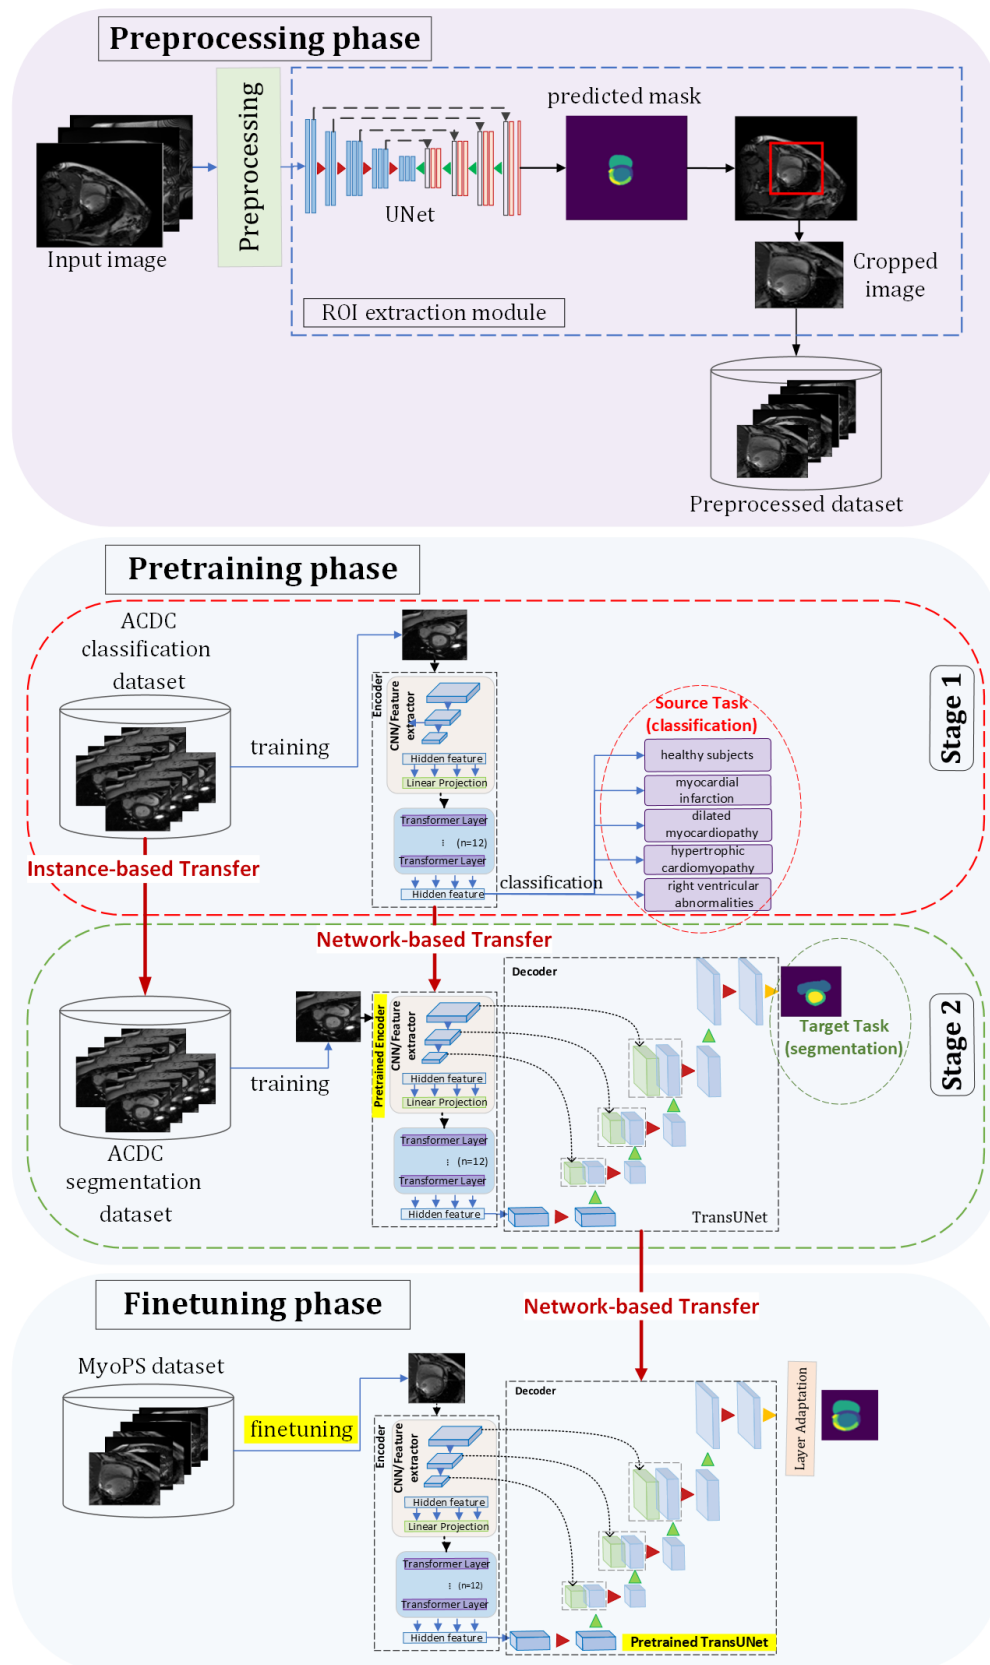 Preprocessing phase
Preprocessing
predicted mask
UNet
Input image
Cropped
image
ROI extraction module
Preprocessed dataset
Pretraining phase
ACDC
classification
dataset
training
Encoder
CNN/Feature
extractor
Hidden feature
Linear Projection
Transformer Layer
⋮ (n=12)
Transformer Layer
Hidden feature
classification
Source Task
(classification)
healthy subjects
myocardial
infarction
dilated
myocardiopathy
hypertrophic
cardiomyopathy
right ventricular
abnormalities
Stage 1
Instance-based Transfer
Network-based Transfer
Decoder
Pretrained Encoder
CNN/Feature
extractor
Hidden feature
Linear Projection
Transformer Layer
⋮ (n=12)
Transformer Layer
Hidden feature
training
ACDC
segmentation
dataset
TransUNet
Target Task
(segmentation)
Stage 2
Network-based Transfer
Finetuning phase
MyoPS dataset
finetuning
Encoder
CNN/Feature
extractor
Hidden feature
Linear Projection
Transformer Layer
⋮ (n=12)
Transformer Layer
Hidden feature
Decoder
Pretrained TransUNet
Layer Adaptation